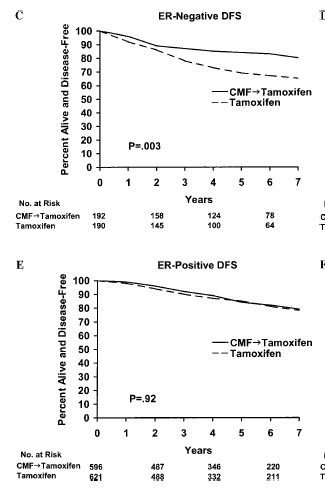 C
ER-Negative DFS
100
90
80
70
60
50
40
30
20
10
0
Percent Alive and Disease-Free
CMF→Tamoxifen
Tamoxifen
P=.003
0 1 2 3 4 5 6 7
Years
No. at Risk
CMF→Tamoxifen 192 158 124 78
Tamoxifen 190 145 100 64
E
ER-Positive DFS
100
90
80
70
60
50
40
30
20
10
0
Percent Alive and Disease-Free
CMF→Tamoxifen
Tamoxifen
P=.92
0 1 2 3 4 5 6 7
Years
No. at Risk
CMF→Tamoxifen 596 487 346 220
Tamoxifen 621 488 332 211